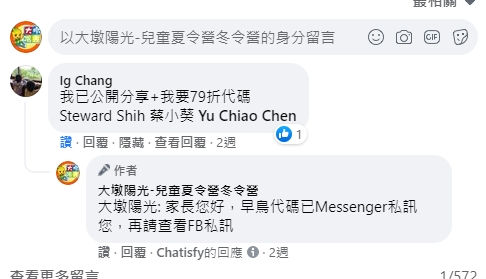 最相關
以大墩陽光-兒童夏令營冬令營的身分留言
GIF
Ig Chang
我已公開分享+我要79折代碼
Steward Shih 蔡小葵 Yu Chiao Chen
1
讚 · 回覆 · 隱藏 · 查看回覆 · 2週
作者
大墩陽光-兒童夏令營冬令營
大墩陽光: 家長您好，早鳥代碼已Messenger私訊
您，再請查看FB私訊
讚 · 回覆 · Chatisfy的回應 · 2週
查看更多留言
1/572